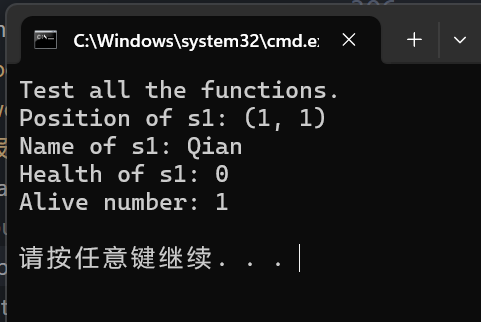 C:\Windows\system32\cmd.e
Test all the functions.
Position of s1: (1, 1)
Name of s1: Qian
Health of s1: 0
Alive number: 1
请按任意键继续. . .